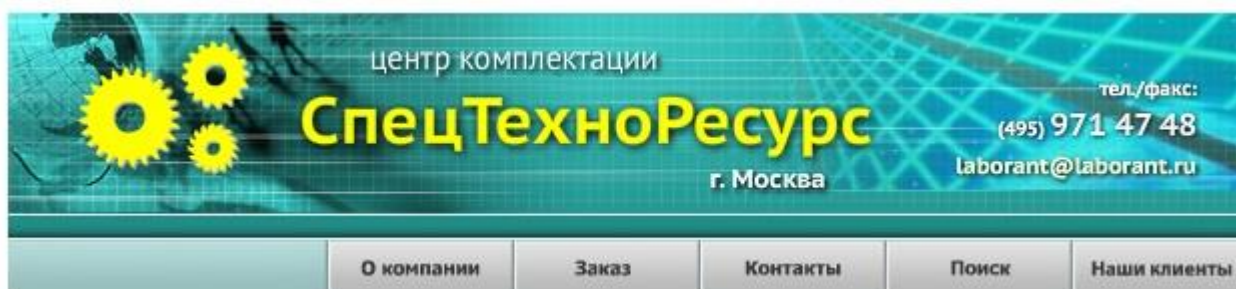 центр комплектации
СпецТехноРесурс
г. Москва
тел./факс:
(495) 971 47 48
laborant@laborant.ru
О компании
Заказ
Контакты
Поиск
Наши клиенты